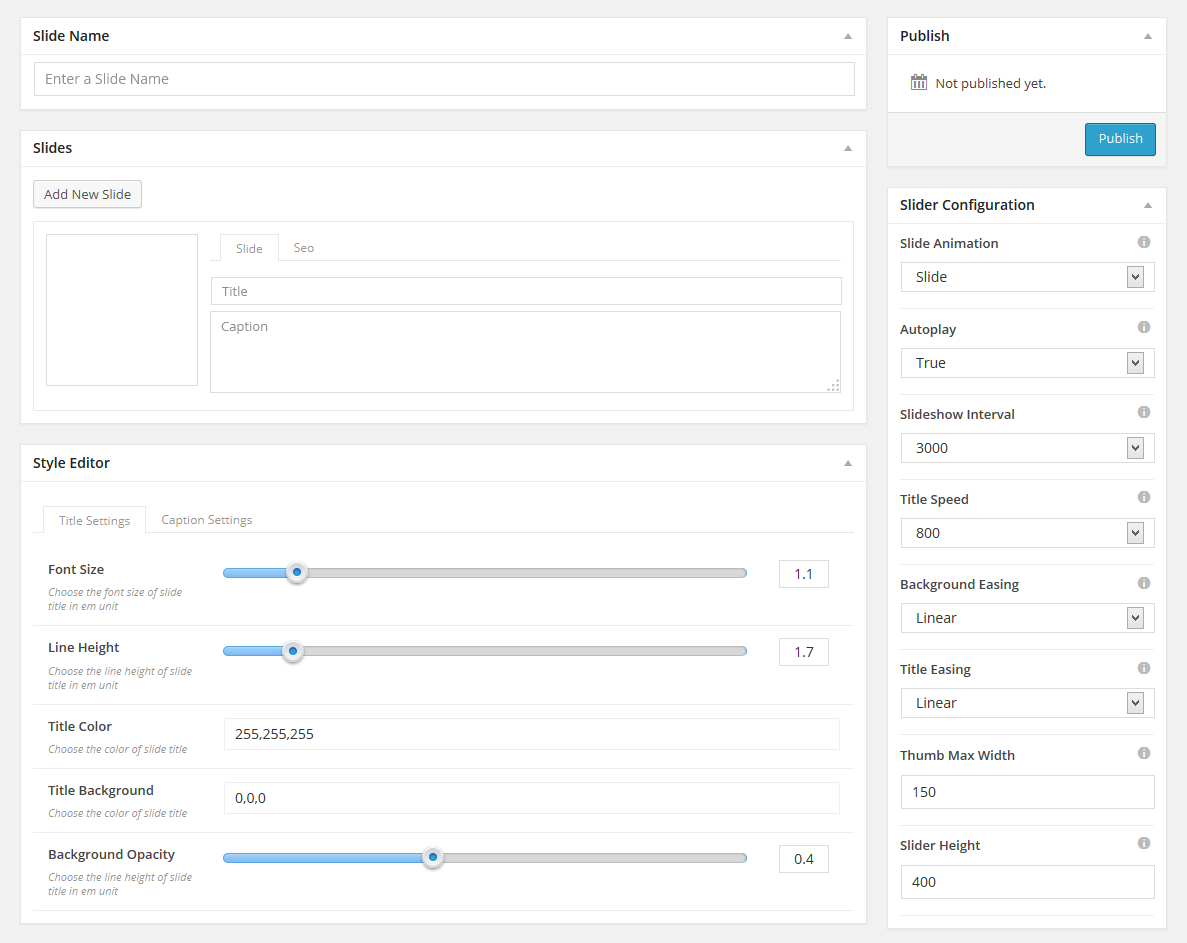 Slide Name
Enter a Slide Name
Slides
Add New Slide
Slide Seo
Title
Caption
Style Editor
Title Settings Caption Settings
Font Size
Choose the font size of slide
title in em unit
1.1
Line Height
Choose the line height of slide
title in em unit
1.7
Title Color
Choose the color of slide title
255,255,255
Title Background
Choose the color of slide title
0,0,0
Background Opacity
Choose the line height of slide
title in em unit
0.4
Publish
Not published yet.
Publish
Slider Configuration
Slide Animation
Slide
Autoplay
True
Slideshow Interval
3000
Title Speed
800
Background Easing
Linear
Title Easing
Linear
Thumb Max Width
150
Slider Height
400